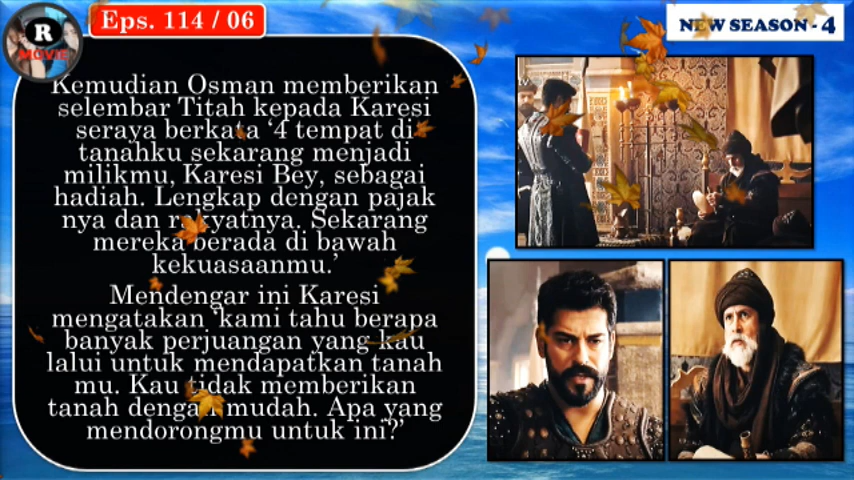 R
MOVIE
Eps. 114 / 06
NEW SEASON - 4
Kemudian Osman memberikan
selembar Titah kepada Karesi
seraya berkata ‘4 tempat di
tanahku sekarang menjadi
milikmu, Karesi Bey, sebagai
hadiah. Lengkap dengan pajak
nya dan rakyatnya. Sekarang
mereka berada di bawah
kekuasaanmu.’
Mendengar ini Karesi
mengatakan ‘kami tahu berapa
banyak perjuangan yang kau
lalui untuk mendapatkan tanah
mu. Kau tidak memberikan
tanah dengan mudah. Apa yang
mendorongmu untuk ini?’